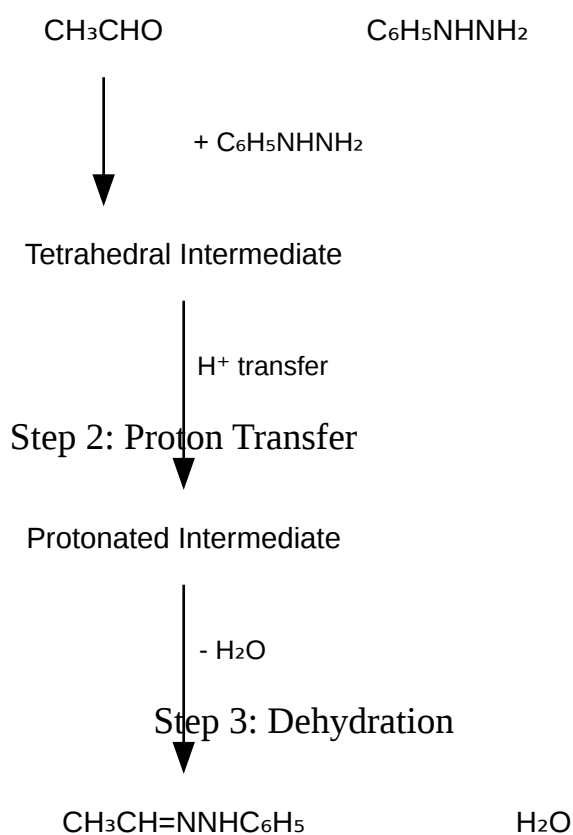 CH₃CHO C₆H₅NHNH₂
+ C₆H₅NHNH₂
Tetrahedral Intermediate
H⁺ transfer
Step 2: Proton Transfer
Protonated Intermediate
- H₂O
Step 3: Dehydration
CH₃CH=NNHC₆H₅ H₂O